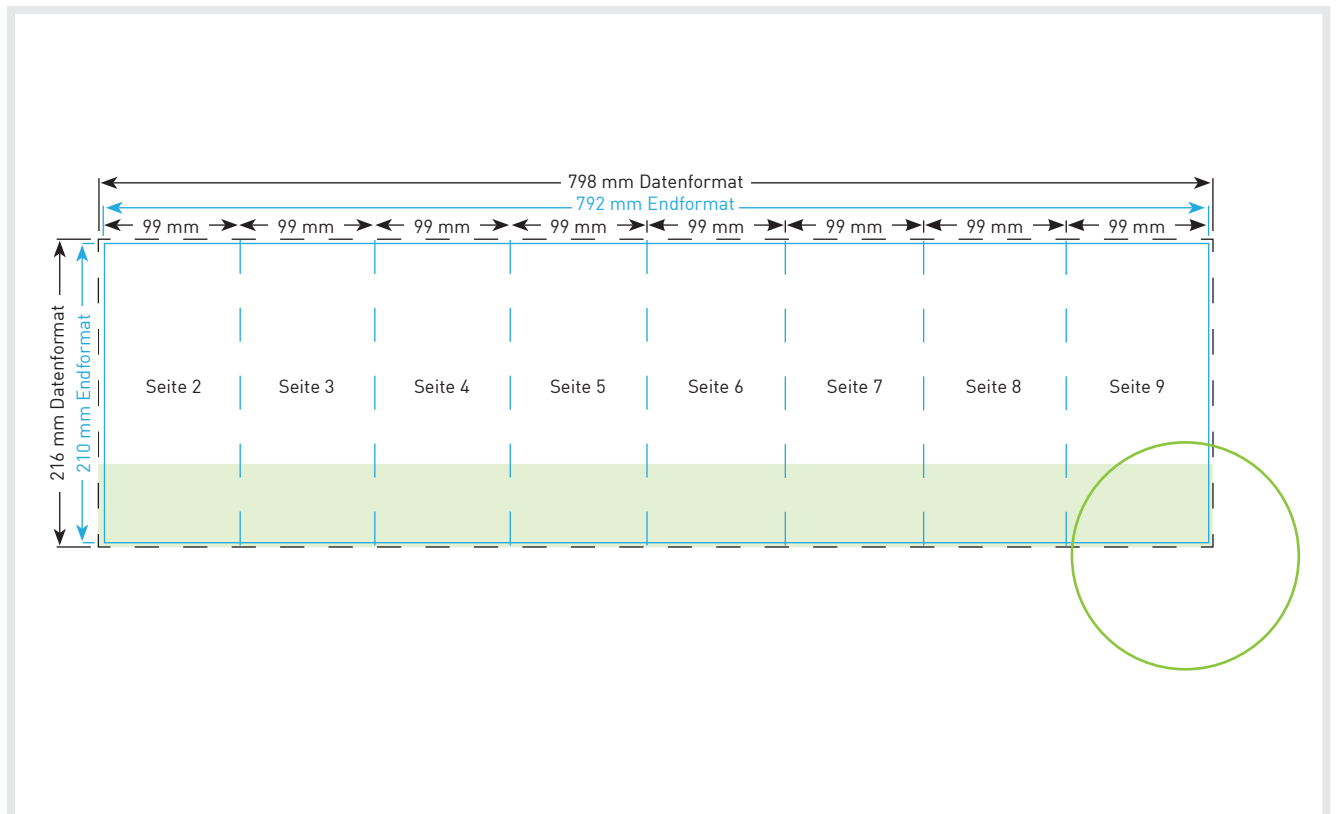 798 mm Datenformat
792 mm Endformat
99 mm 99 mm 99 mm 99 mm 99 mm 99 mm 99 mm 99 mm
216 mm Datenformat
210 mm Endformat
Seite 2 Seite 3 Seite 4 Seite 5 Seite 6 Seite 7 Seite 8 Seite 9